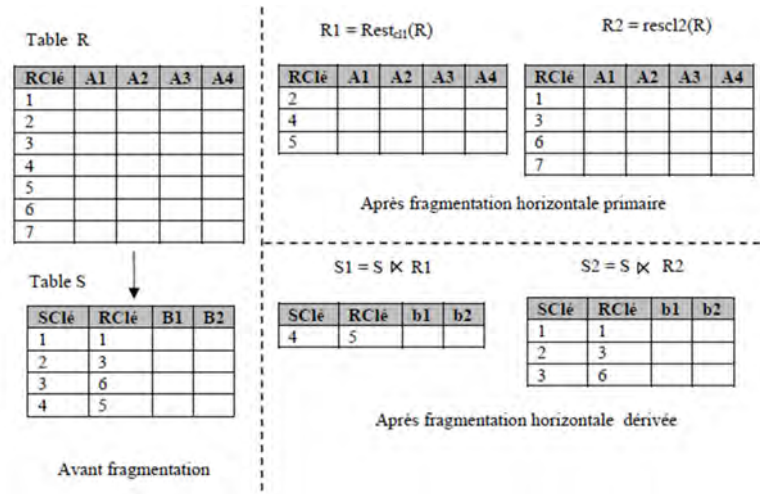 Table R
RClé A1 A2 A3 A4
1
2
3
4
5
6
7
Table S
SClé RClé B1 B2
1 1
2 3
3 6
4 5
Avant fragmentation
R1 = Restcl1(R)
RClé A1 A2 A3 A4
2
4
5
R2 = rescl2(R)
RClé A1 A2 A3 A4
1
3
6
7
Après fragmentation horizontale primaire
S1 = S ⋉ R1
SClé RClé b1 b2
4 5
S2 = S ⋉ R2
SClé RClé b1 b2
1 1
2 3
3 6
Après fragmentation horizontale dérivée